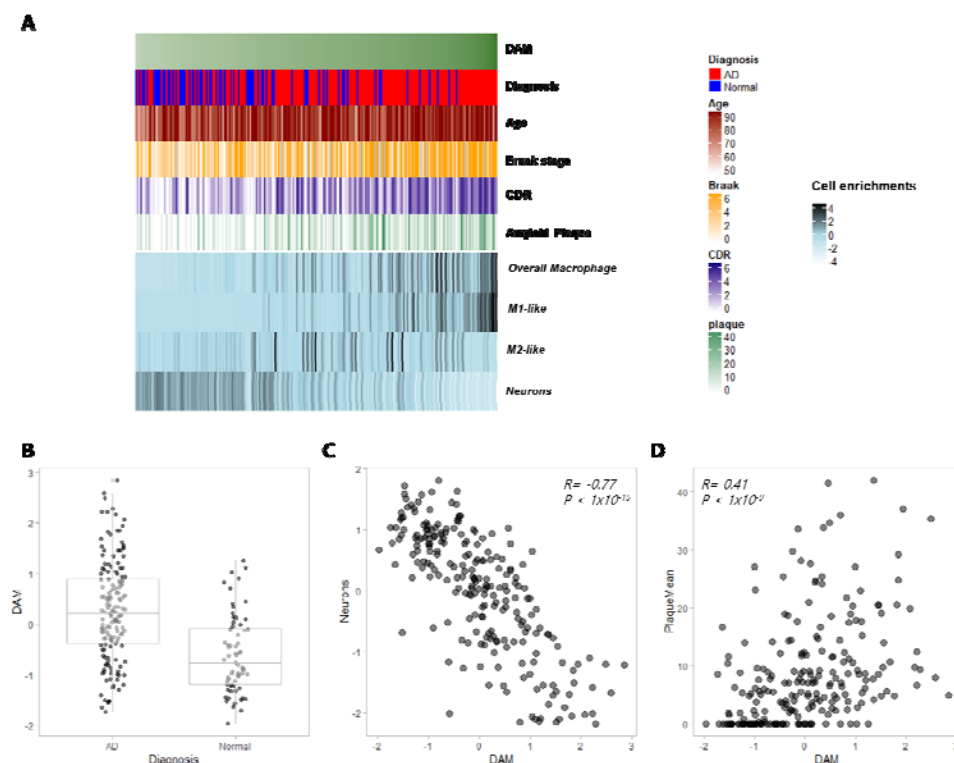 A
DAM
Diagnosis
Age
Braak stage
CDR
Amyloid Plaque
Overall Macrophage
M1-like
M2-like
Neurons
Diagnosis
AD
Normal
Age
90
80
70
60
50
Braak
6
4
2
0
CDR
6
4
2
0
plaque
40
30
20
10
0
Cell enrichments
4
2
0
-2
-4
B
DAM
3
2
1
0
-1
-2
AD
Normal
Diagnosis
C
R= -0.77
Neurons
2
1
0
-1
-2
-2
-1
0
1
2
3
DAM
D
R= 0.41
PlaqueMean
40
30
20
10
0
-2
-1
0
1
2
3
DAM